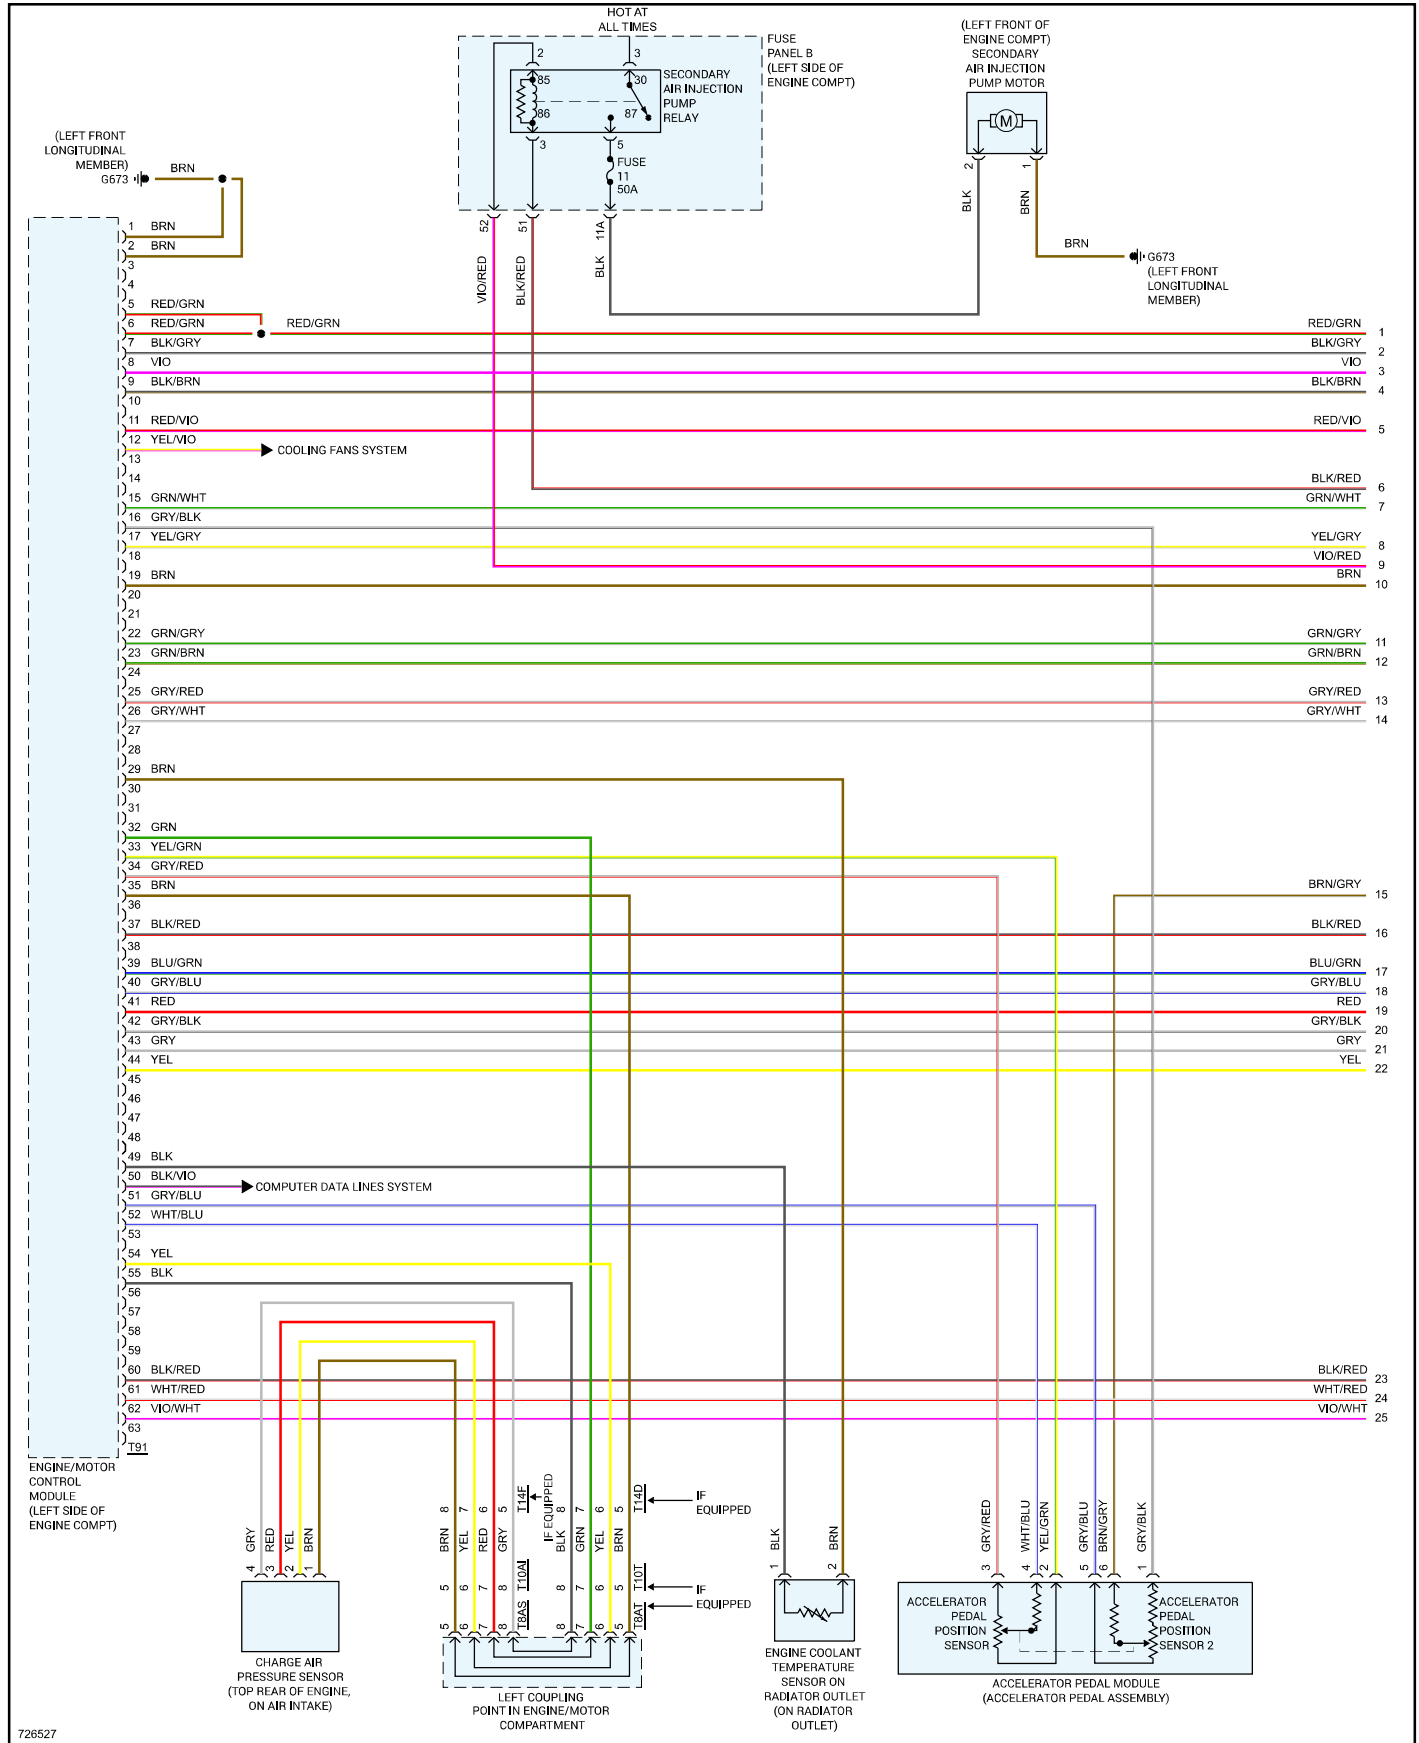 HOT AT
ALL TIMES
FUSE
PANEL B
(LEFT SIDE OF
ENGINE COMPT)
2
3
85
30
86
87
SECONDARY
AIR INJECTION
PUMP
RELAY
3
5
FUSE
11
50A
52
51
11A
VIO/RED
BLK/RED
BLK
(LEFT FRONT OF
ENGINE COMPT)
SECONDARY
AIR INJECTION
PUMP MOTOR
M
2
1
BLK
BRN
BRN
G673
(LEFT FRONT
LONGITUDINAL
MEMBER)
(LEFT FRONT
LONGITUDINAL
MEMBER)
G673
BRN
1 BRN
2 BRN
3
4
5 RED/GRN
6 RED/GRN
RED/GRN
RED/GRN 1
7 BLK/GRY
BLK/GRY 2
8 VIO
VIO 3
9 BLK/BRN
BLK/BRN 4
10
11 RED/VIO
RED/VIO 5
12 YEL/VIO
COOLING FANS SYSTEM
13
14
BLK/RED 6
15 GRN/WHT
GRN/WHT 7
16 GRY/BLK
17 YEL/GRY
YEL/GRY 8
18
VIO/RED 9
19 BRN
BRN 10
20
21
22 GRN/GRY
GRN/GRY 11
23 GRN/BRN
GRN/BRN 12
24
25 GRY/RED
GRY/RED 13
26 GRY/WHT
GRY/WHT 14
27
28
29 BRN
30
31
32 GRN
33 YEL/GRN
34 GRY/RED
35 BRN
BRN/GRY 15
36
37 BLK/RED
BLK/RED 16
38
39 BLU/GRN
BLU/GRN 17
40 GRY/BLU
GRY/BLU 18
41 RED
RED 19
42 GRY/BLK
GRY/BLK 20
43 GRY
GRY 21
44 YEL
YEL 22
45
46
47
48
49 BLK
50 BLK/VIO
COMPUTER DATA LINES SYSTEM
51 GRY/BLU
52 WHT/BLU
53
54 YEL
55 BLK
56
57
58
59
60 BLK/RED
BLK/RED 23
61 WHT/RED
WHT/RED 24
62 VIO/WHT
VIO/WHT 25
63
T91
ENGINE/MOTOR
CONTROL
MODULE
(LEFT SIDE OF
ENGINE COMPT)
GRY
RED
YEL
BRN
4
3
2
1
CHARGE AIR
PRESSURE SENSOR
(TOP REAR OF ENGINE,
ON AIR INTAKE)
8
7
6
5
T14F
IF EQUIPPED
8
7
6
5
T14D
IF
EQUIPPED
BRN
YEL
RED
GRY
BLK
GRN
YEL
BRN
5
6
7
8
T10AI
8
7
6
5
T10T
IF
EQUIPPED
5
6
7
8
T8AS
8
7
6
5
T8AT
LEFT COUPLING
POINT IN ENGINE/MOTOR
COMPARTMENT
BLK
BRN
1
2
ENGINE COOLANT
TEMPERATURE
SENSOR ON
RADIATOR OUTLET
(ON RADIATOR
OUTLET)
GRY/RED
WHT/BLU
YEL/GRN
GRY/BLU
BRN/GRY
GRY/BLK
3
4
2
5
6
1
ACCELERATOR
PEDAL
POSITION
SENSOR
ACCELERATOR
PEDAL
POSITION
SENSOR 2
ACCELERATOR PEDAL MODULE
(ACCELERATOR PEDAL ASSEMBLY)
726527